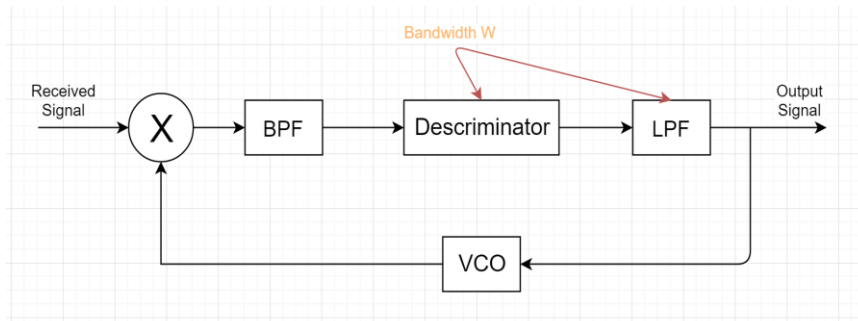 Bandwidth W
Received
Signal
X
BPF
Descriminator
LPF
Output
Signal
VCO